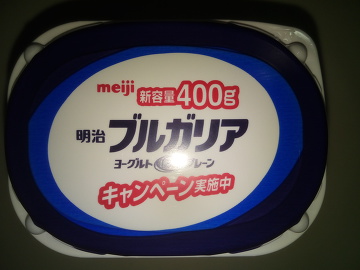 meiji 新容量400g
明治 ブルガリア
ヨーグルト プレーン
キャンペーン実施中